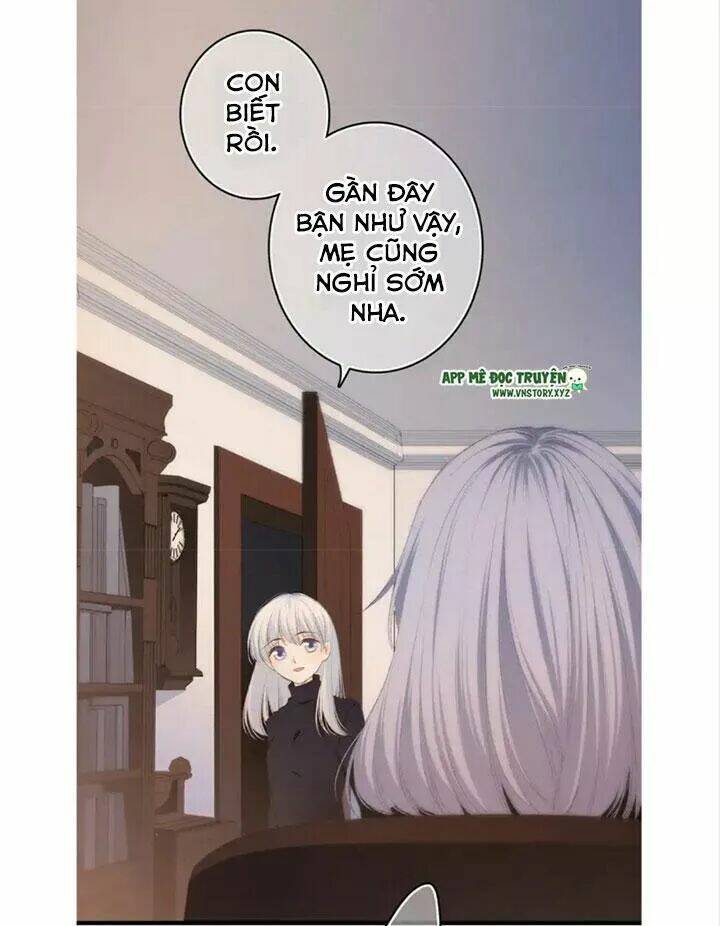 CON
BIẾT
RỒI.
GẦN ĐÂY
BẬN NHƯ VẬY,
MẸ CŨNG
NGHỈ SỚM
NHA.
APP MÊ ĐỌC TRUYỆN
WWW.VNSTORY.XYZ